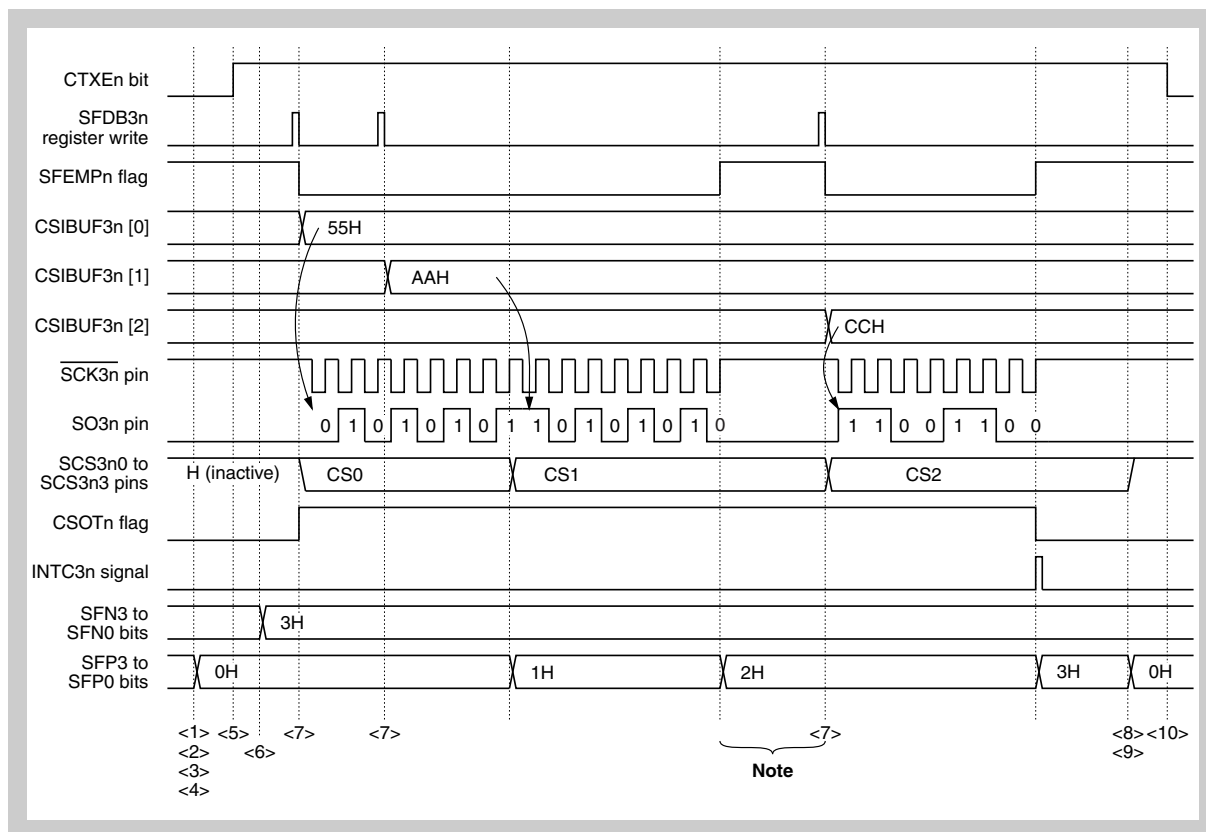 CTXEn bit
SFDB3n
register write
SFEMPn flag
CSIBUF3n [0]
55H
CSIBUF3n [1]
AAH
CSIBUF3n [2]
CCH
SCK3n pin
SO3n pin
0 1 0 1 0 1 0 1 1 0 1 0 1 0 1 0
1 1 0 0 1 1 0 0
SCS3n0 to
SCS3n3 pins
H (inactive)
CS0
CS1
CS2
CSOTn flag
INTC3n signal
SFN3 to
SFN0 bits
3H
SFP3 to
SFP0 bits
0H
1H
2H
3H
0H
<1> <5> <7> <7> <7> <8> <10>
<2> <6> <9>
<3>
<4>
Note